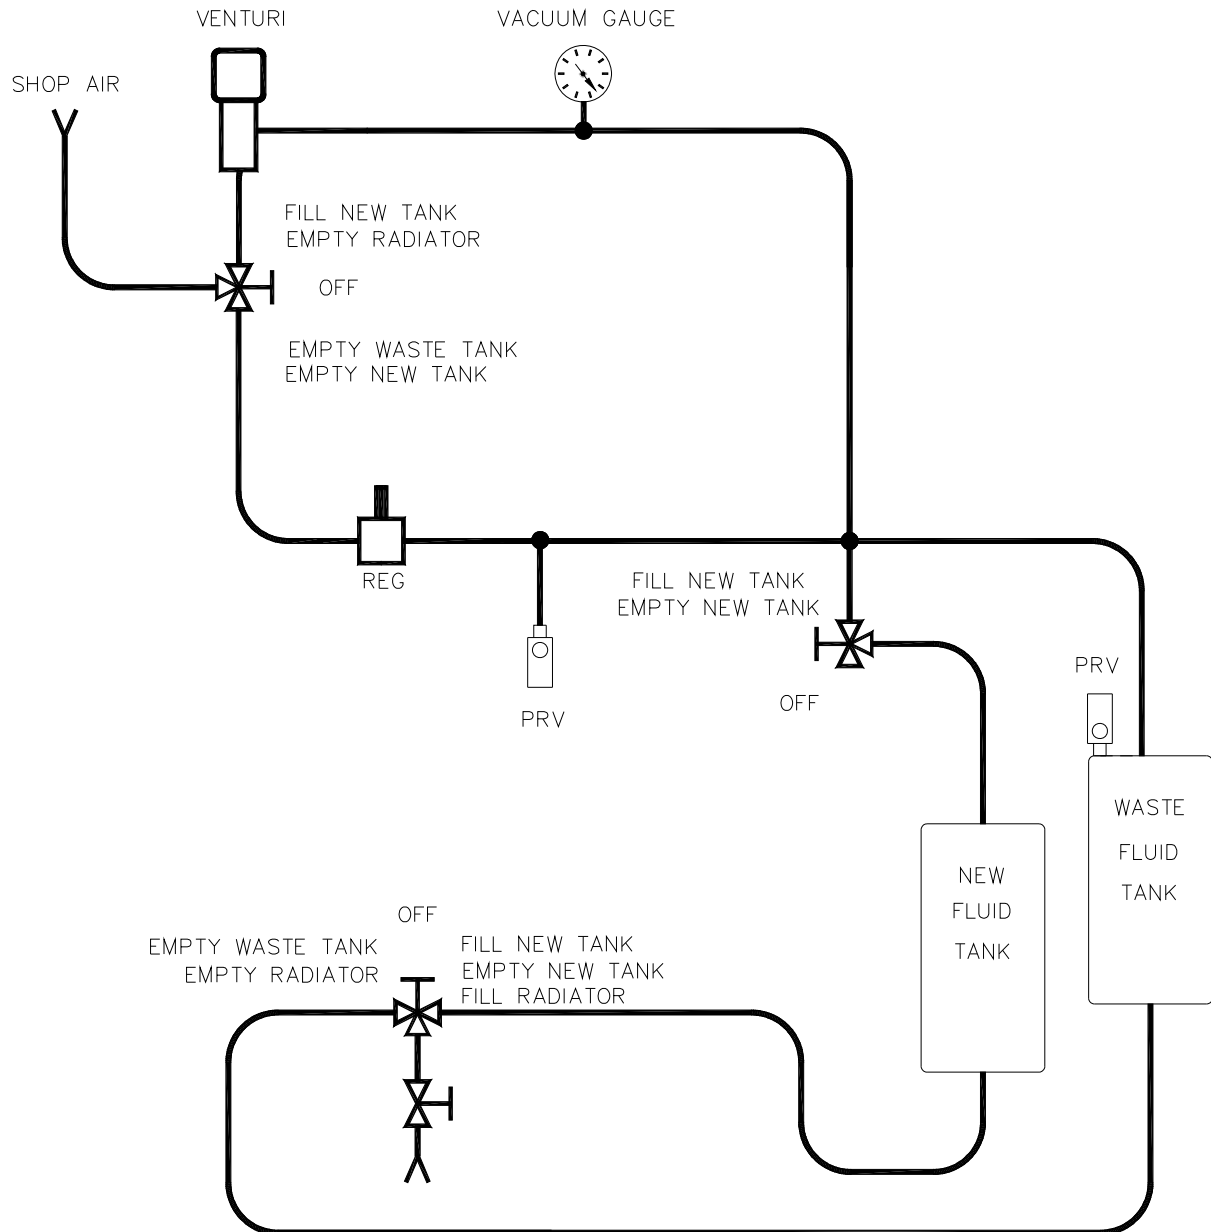 VENTURI
VACUUM GAUGE
SHOP AIR
FILL NEW TANK
EMPTY RADIATOR
OFF
EMPTY WASTE TANK
EMPTY NEW TANK
REG
FILL NEW TANK
EMPTY NEW TANK
PRV
OFF
PRV
WASTE
FLUID
TANK
NEW
FLUID
TANK
OFF
EMPTY WASTE TANK
EMPTY RADIATOR
FILL NEW TANK
EMPTY NEW TANK
FILL RADIATOR